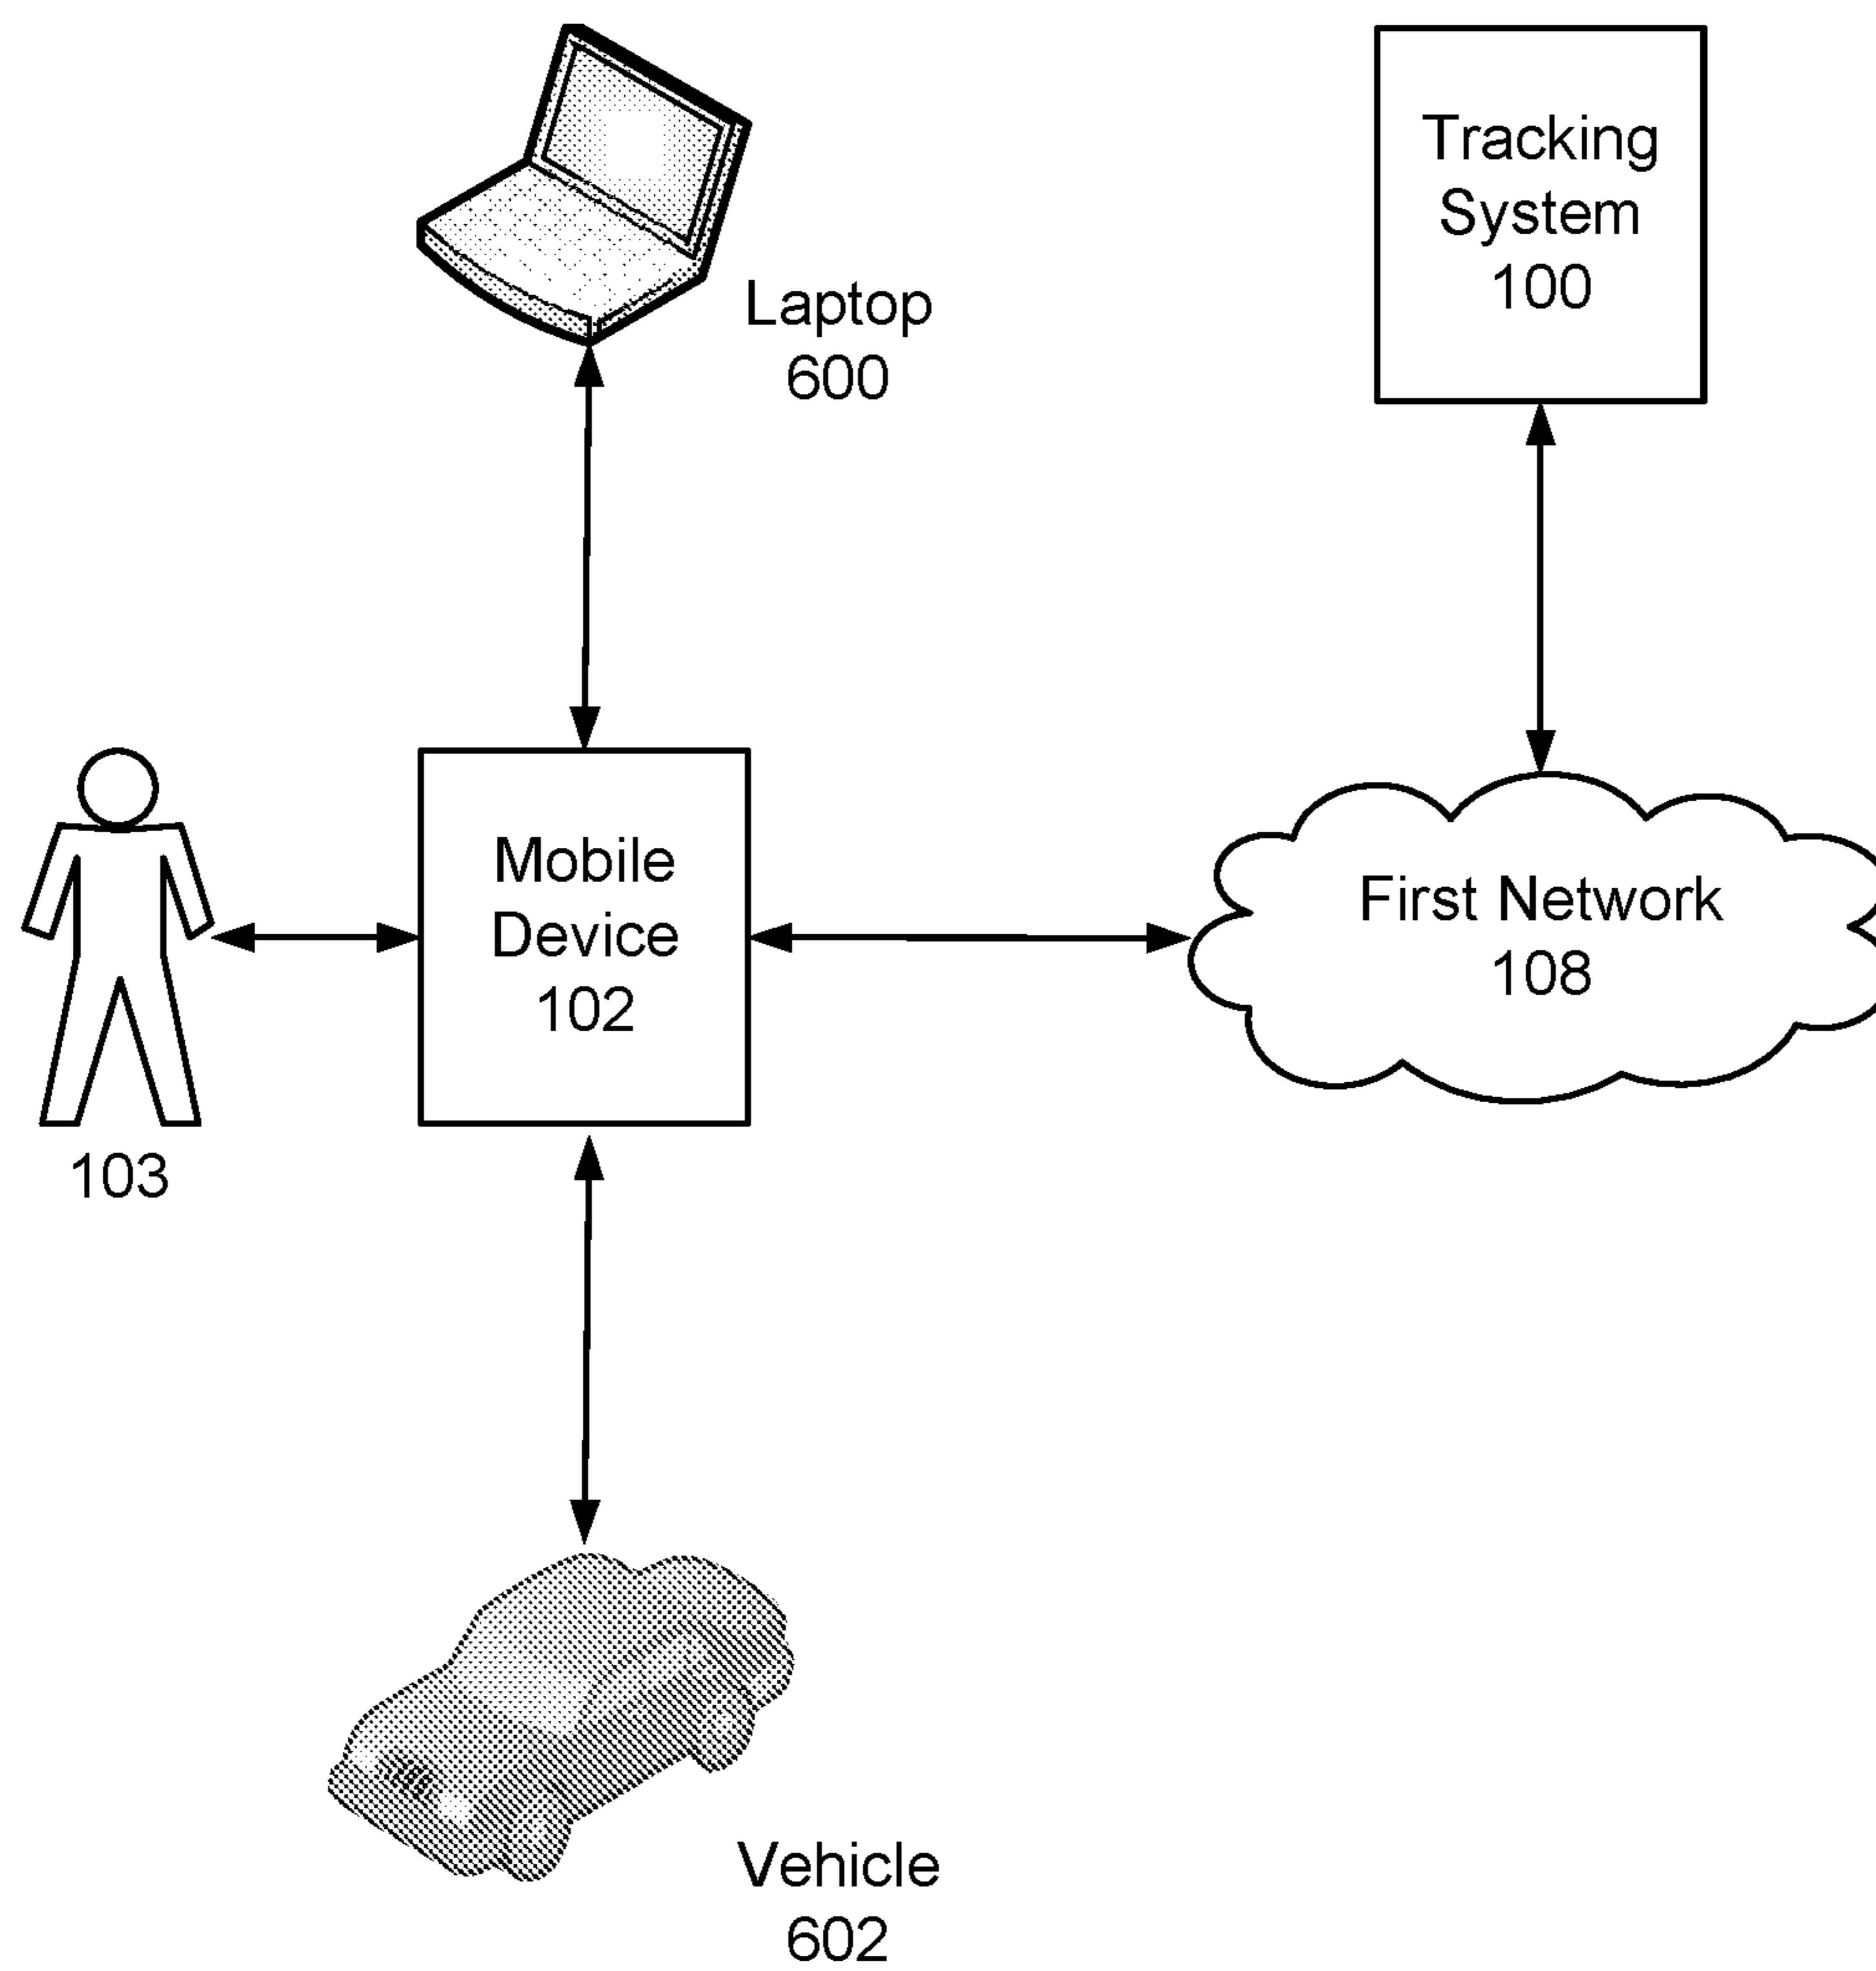 Laptop
600
Tracking
System
100
Mobile
Device
102
First Network
108
103
Vehicle
602